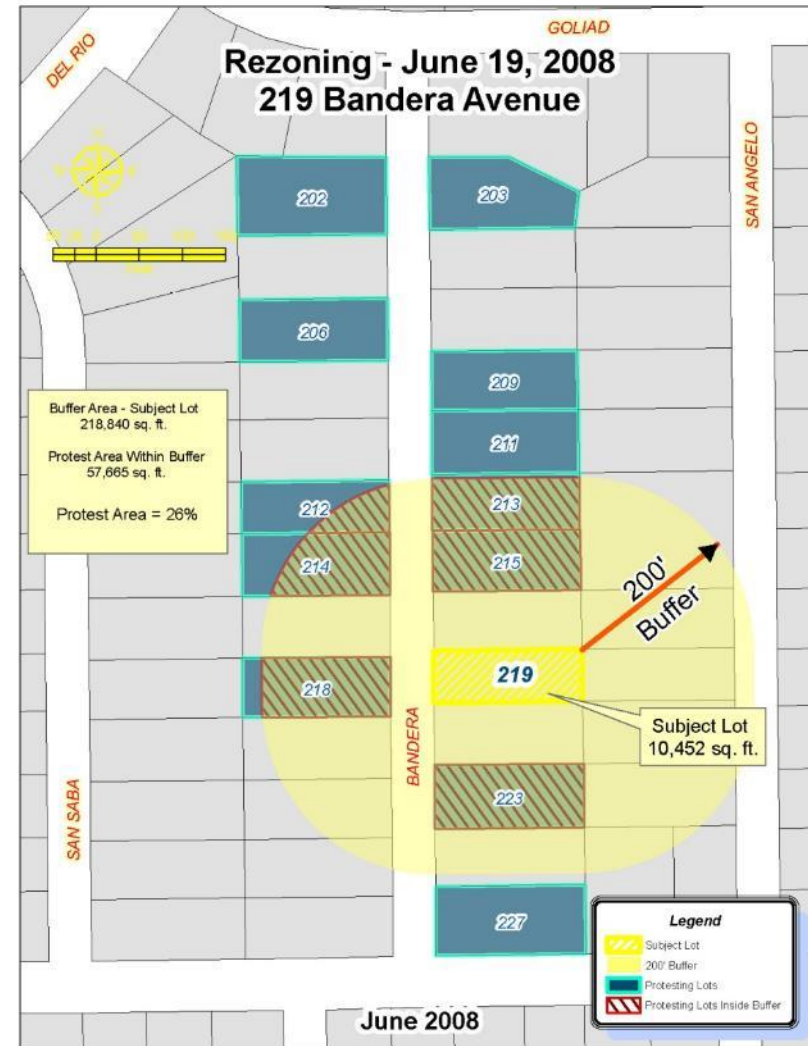 GOLIAD
DEL RIO
Rezoning - June 19, 2008
219 Bandera Avenue
SAN ANGELO
202
203
206
209
211
Buffer Area - Subject Lot
218,840 sq. ft.
Protest Area Within Buffer
57,665 sq. ft.
Protest Area = 26%
212
213
214
215
200'
Buffer
218
219
BANDERA
Subject Lot
10,452 sq. ft.
223
SAN SABA
227
Legend
Subject Lot
200' Buffer
Protesting Lots
Protesting Lots Inside Buffer
June 2008